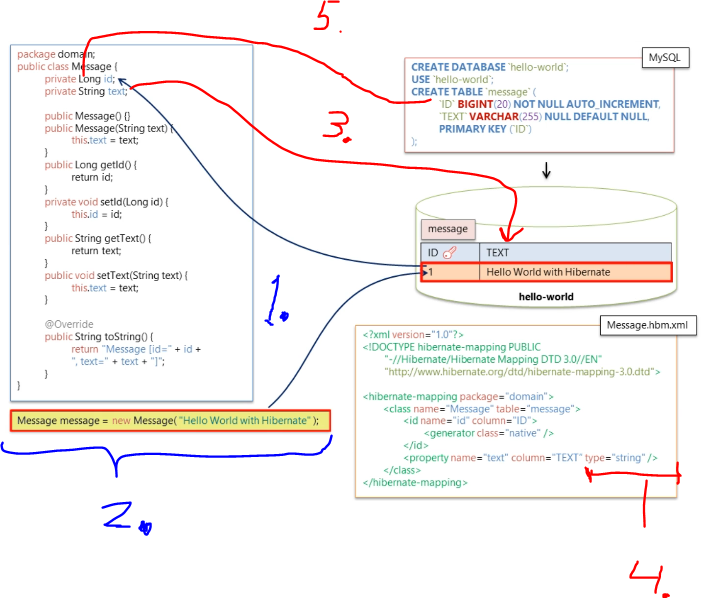 5.
package domain;
public class Message {
private Long id;
private String text;
public Message() {}
public Message(String text) {
this.text = text;
}
public Long getId() {
return id;
}
private void setId(Long id) {
this.id = id;
}
public String getText() {
return text;
}
public void setText(String text) {
this.text = text;
}
@Override
public String toString() {
return "Message [id=" + id +
", text=" + text + "]";
}
}
1.
Message message = new Message("Hello World with Hibernate");
2.
MySQL
CREATE DATABASE `hello-world`;
USE `hello-world`;
CREATE TABLE `message` (
`ID` BIGINT(20) NOT NULL AUTO_INCREMENT,
`TEXT` VARCHAR(255) NULL DEFAULT NULL,
PRIMARY KEY (`ID`)
);
3.
message
ID TEXT
1 Hello World with Hibernate
hello-world
Message.hbm.xml
<?xml version="1.0"?>
<!DOCTYPE hibernate-mapping PUBLIC
"-//Hibernate/Hibernate Mapping DTD 3.0//EN"
"http://www.hibernate.org/dtd/hibernate-mapping-3.0.dtd">
<hibernate-mapping package="domain">
<class name="Message" table="message">
<id name="id" column="ID">
<generator class="native" />
</id>
<property name="text" column="TEXT" type="string" />
</class>
</hibernate-mapping>
4.